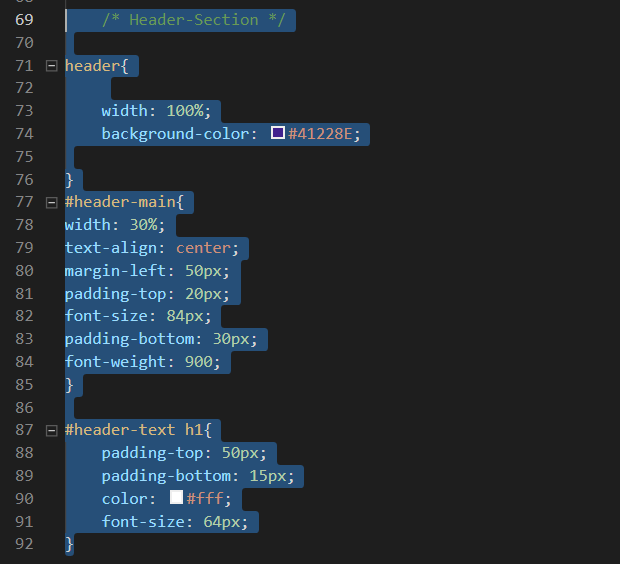 69 /* Header-Section */
70
71 header{
72
73 width: 100%;
74 background-color: #41228E;
75
76 }
77 #header-main{
78 width: 30%;
79 text-align: center;
80 margin-left: 50px;
81 padding-top: 20px;
82 font-size: 84px;
83 padding-bottom: 30px;
84 font-weight: 900;
85 }
86
87 #header-text h1{
88 padding-top: 50px;
89 padding-bottom: 15px;
90 color: #fff;
91 font-size: 64px;
92 }